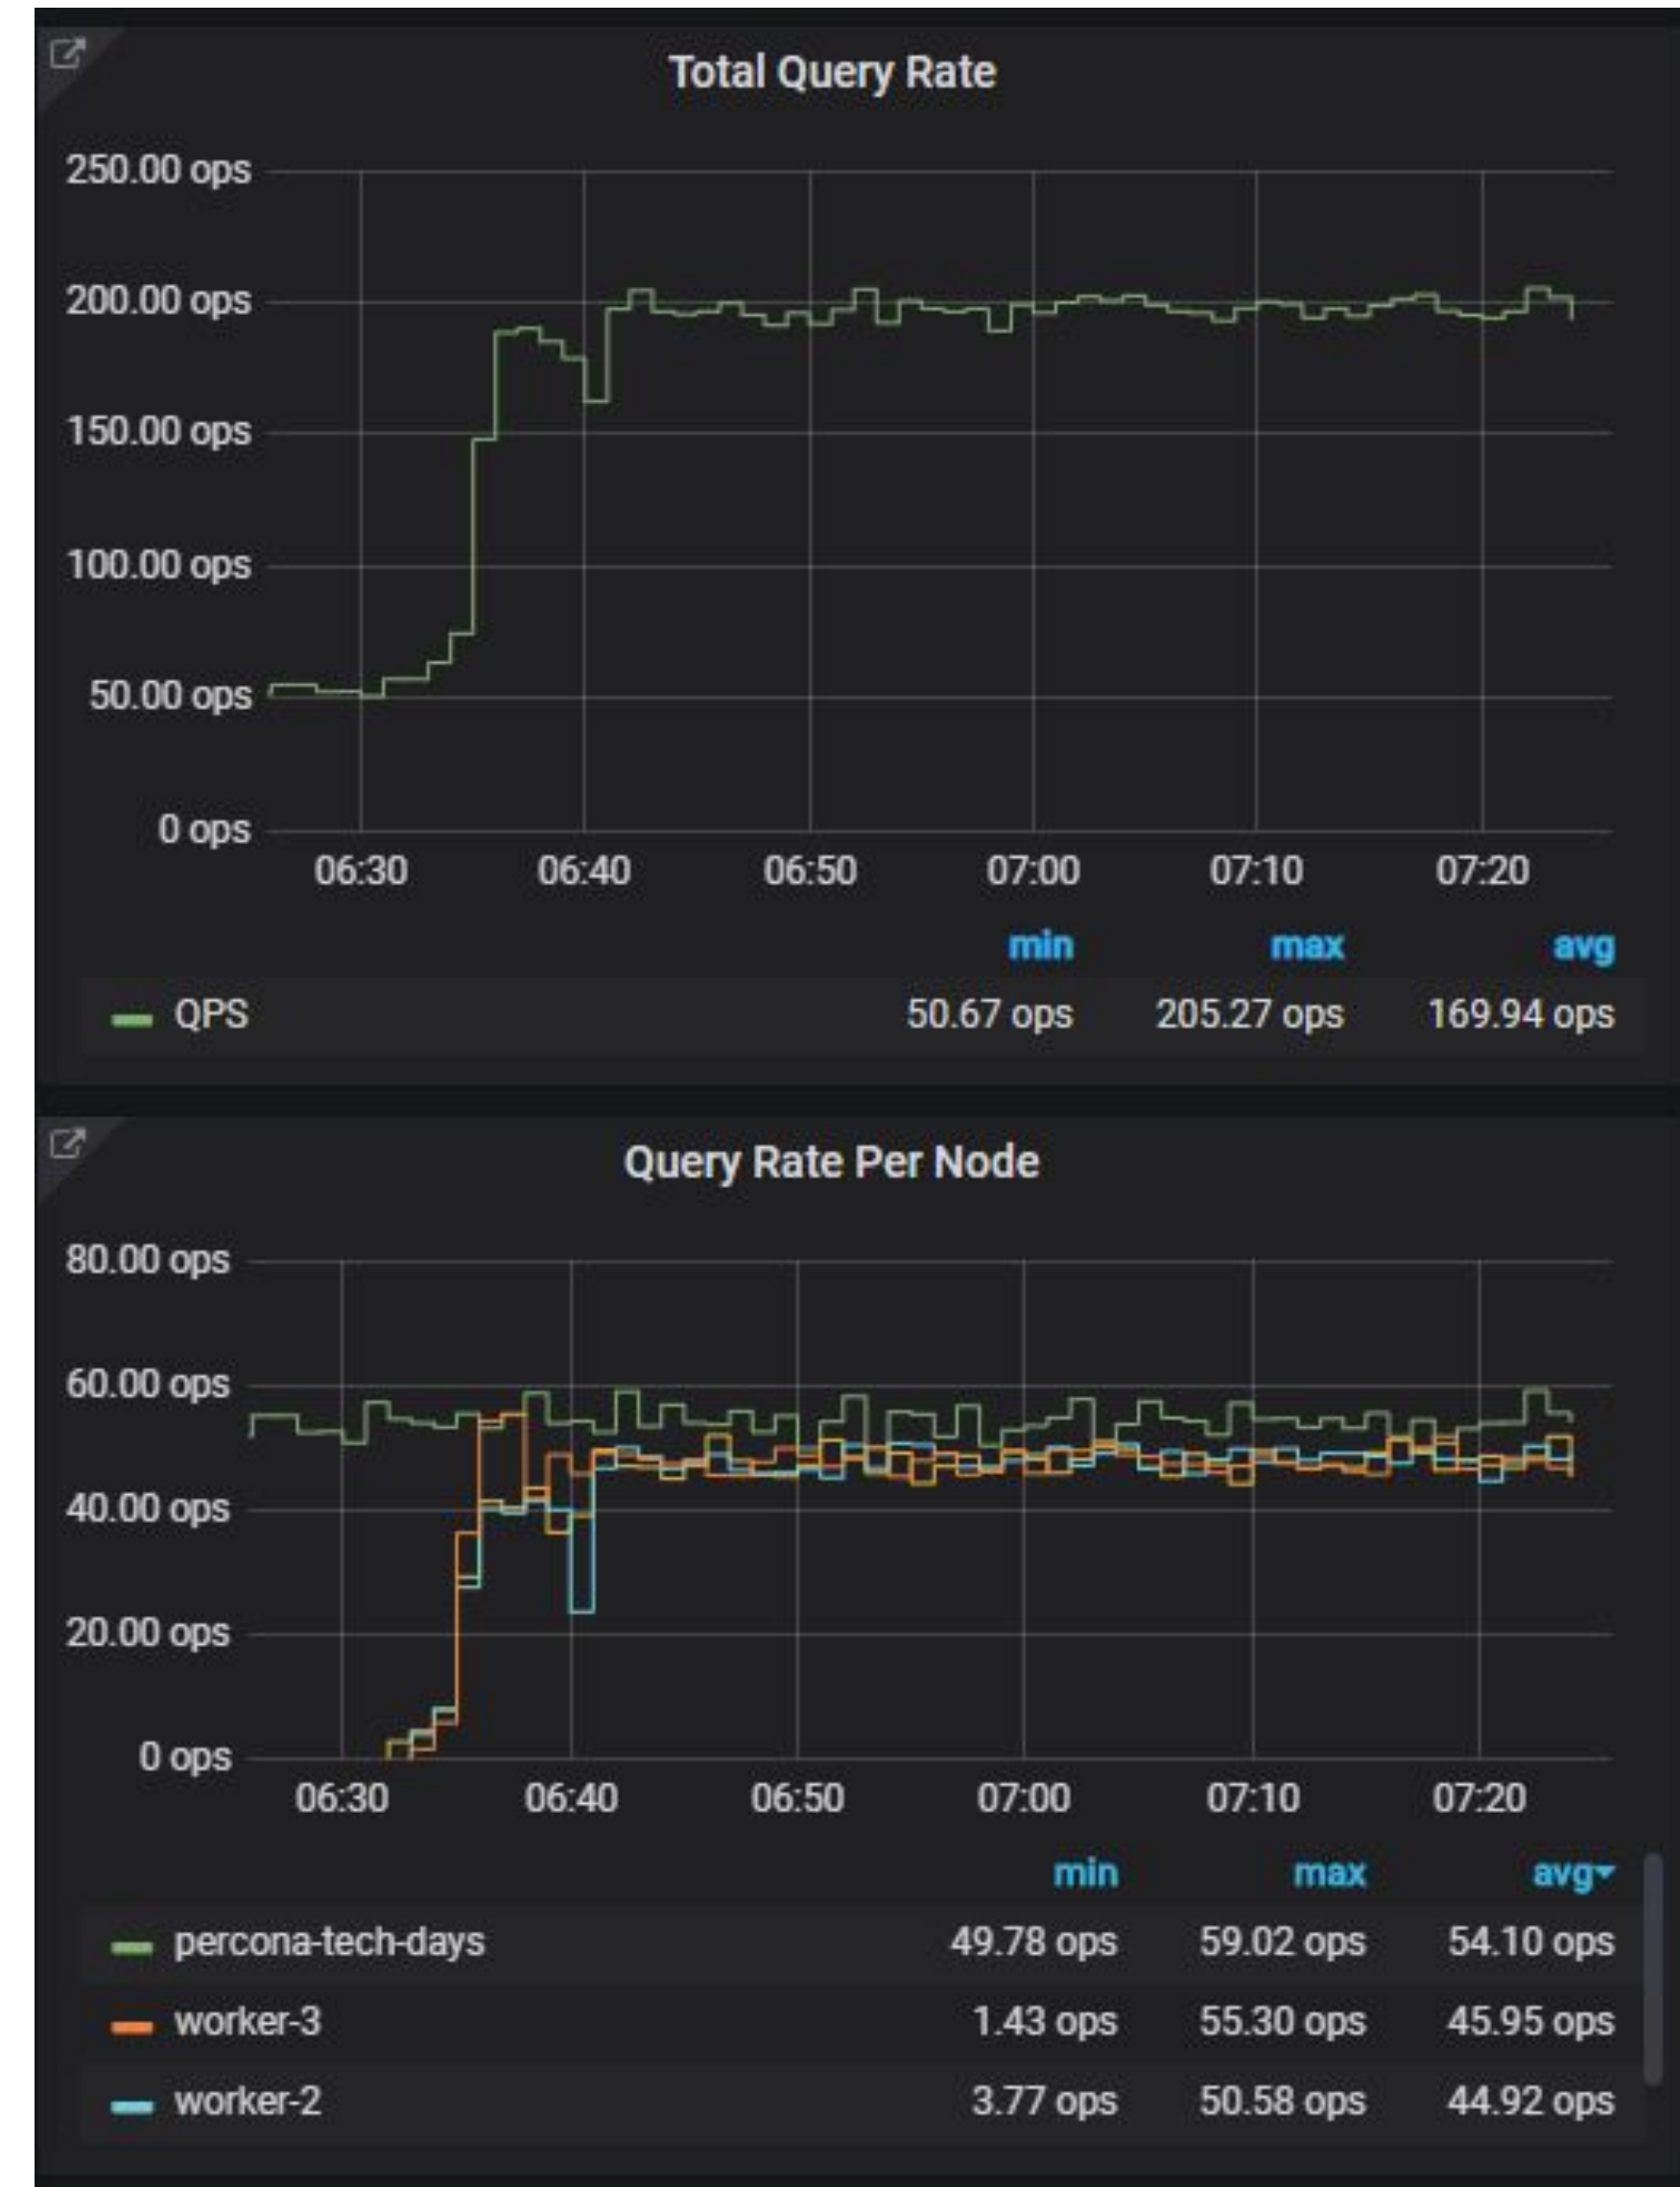 Total Query Rate
250.00 ops
200.00 ops
150.00 ops
100.00 ops
50.00 ops
0 ops
06:30 06:40 06:50 07:00 07:10 07:20
min max avg
QPS 50.67 ops 205.27 ops 169.94 ops
Query Rate Per Node
80.00 ops
60.00 ops
40.00 ops
20.00 ops
0 ops
06:30 06:40 06:50 07:00 07:10 07:20
min max avg
percona-tech-days 49.78 ops 59.02 ops 54.10 ops
worker-3 1.43 ops 55.30 ops 45.95 ops
worker-2 3.77 ops 50.58 ops 44.92 ops